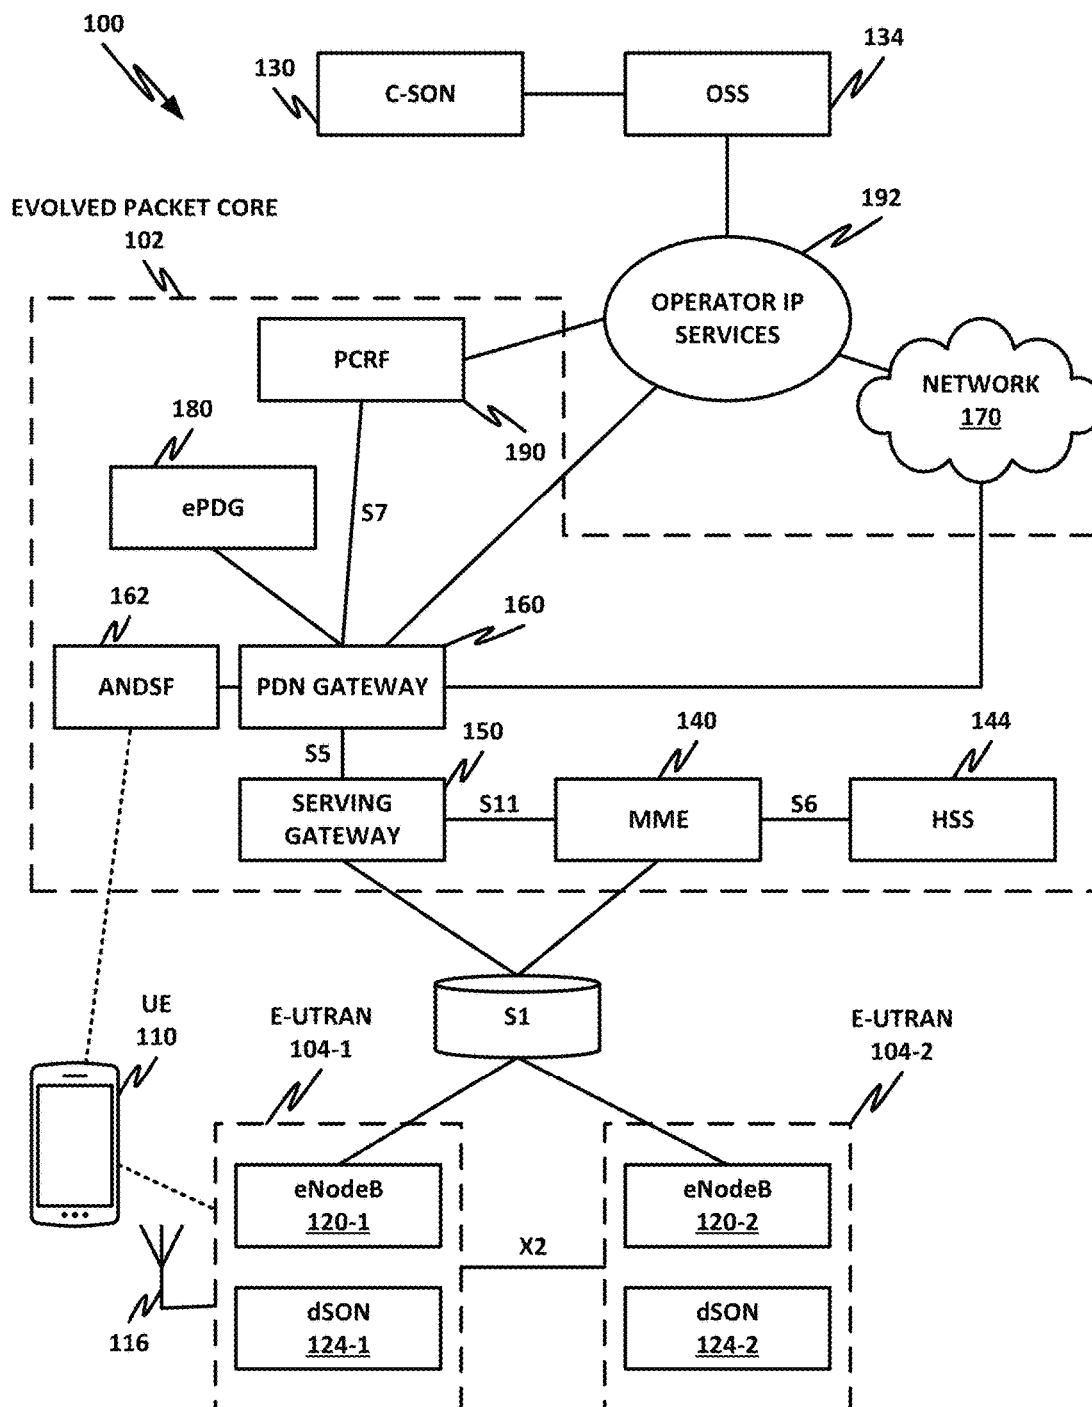 100
130
C-SON
OSS
134
EVOLVED PACKET CORE
102
192
OPERATOR IP
SERVICES
PCRF
190
NETWORK
170
180
ePDG
S7
162
160
ANDSF
PDN GATEWAY
S5
150
140
144
SERVING
GATEWAY
S11
MME
S6
HSS
UE
110
E-UTRAN
104-1
S1
E-UTRAN
104-2
eNodeB
120-1
eNodeB
120-2
X2
116
dSON
124-1
dSON
124-2